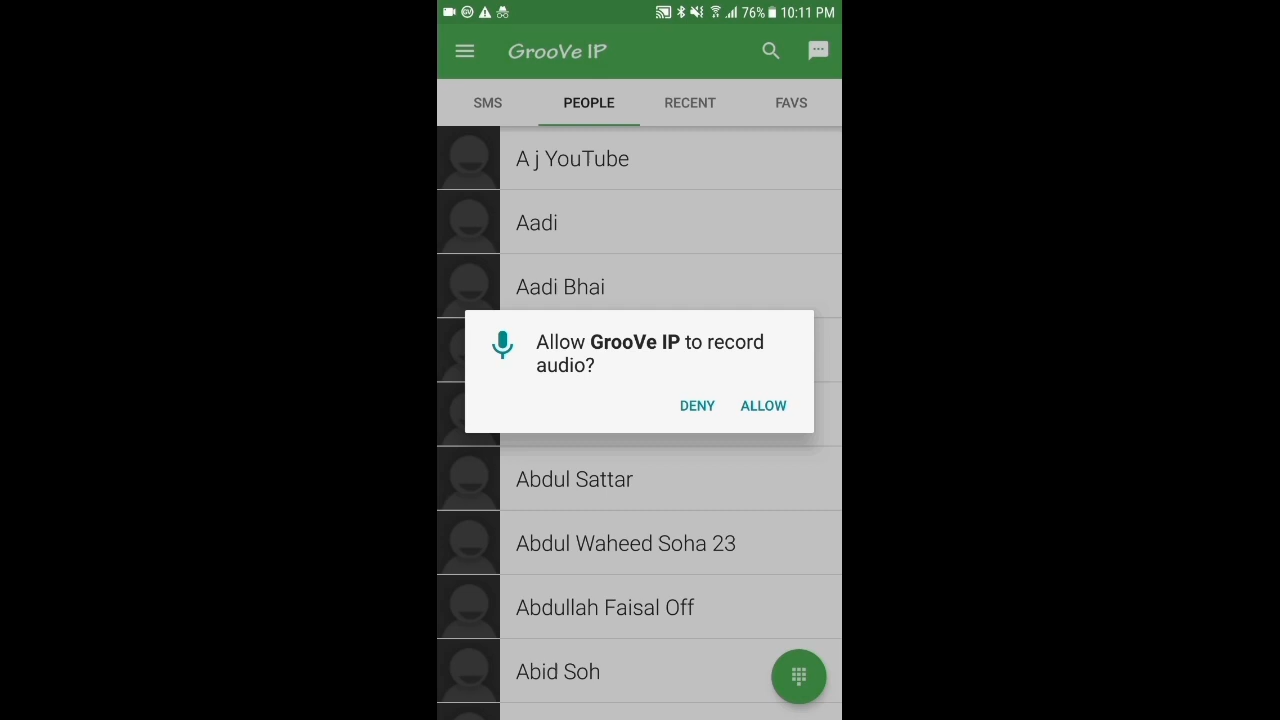 76% 10:11 PM
GrooVe IP
SMS PEOPLE RECENT FAVS
A j YouTube
Aadi
Aadi Bhai
Allow GrooVe IP to record
audio?
DENY ALLOW
Abdul Sattar
Abdul Waheed Soha 23
Abdullah Faisal Off
Abid Soh